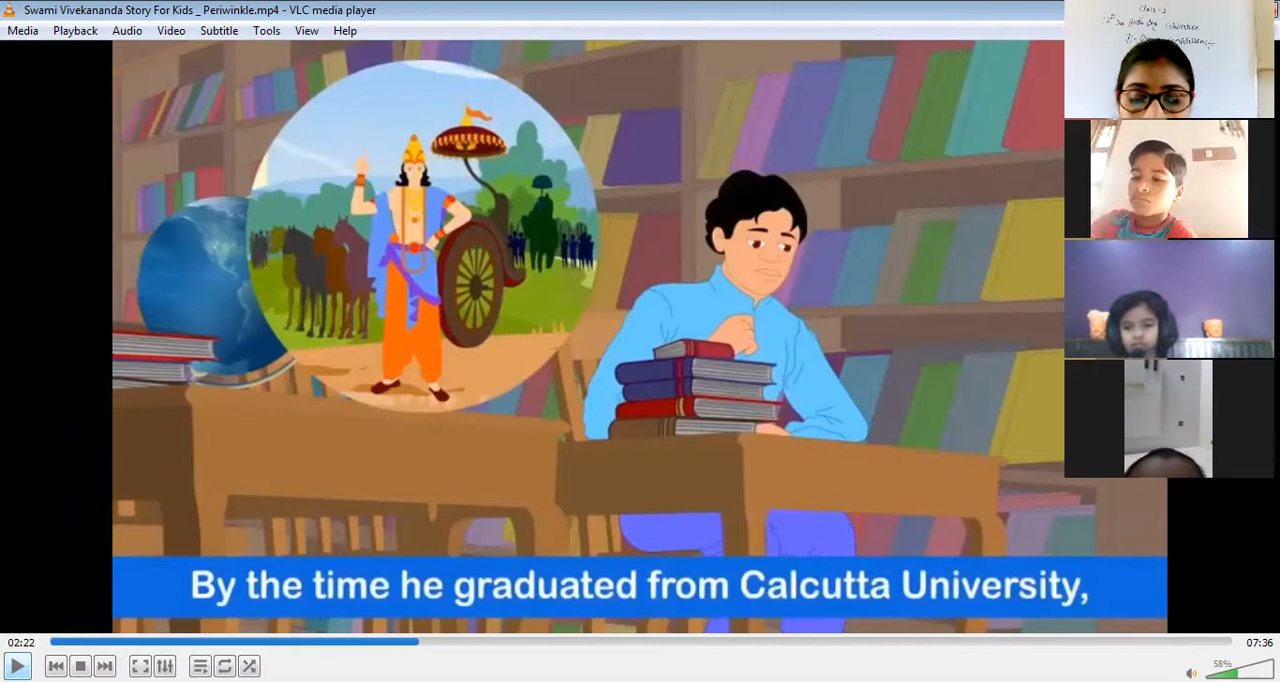 Swami Vivekananda Story For Kids _ Periwinkle.mp4 - VLC media player
Media Playback Audio Video Subtitle Tools View Help
Class-
By the time he graduated from Calcutta University,
02:22
07:36
58%